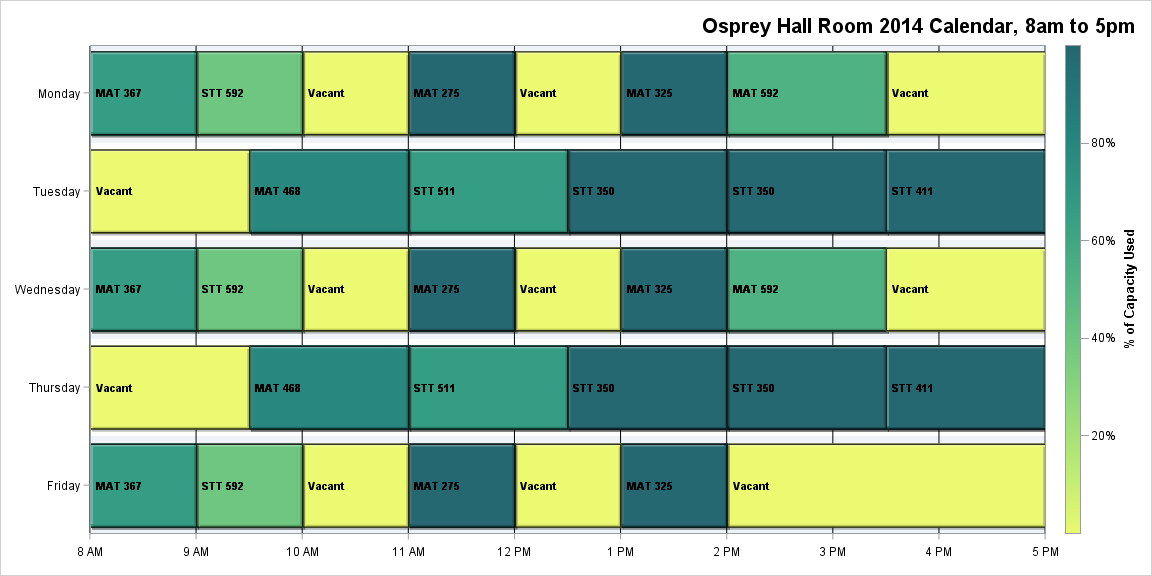 Osprey Hall Room 2014 Calendar, 8am to 5pm
Monday MAT 367 STT 592 Vacant MAT 275 Vacant MAT 325 MAT 592 Vacant
Tuesday Vacant MAT 468 STT 511 STT 350 STT 350 STT 411
Wednesday MAT 367 STT 592 Vacant MAT 275 Vacant MAT 325 MAT 592 Vacant
Thursday Vacant MAT 468 STT 511 STT 350 STT 350 STT 411
Friday MAT 367 STT 592 Vacant MAT 275 Vacant MAT 325 Vacant
8 AM 9 AM 10 AM 11 AM 12 PM 1 PM 2 PM 3 PM 4 PM 5 PM
80%
60%
40%
20%
% of Capacity Used